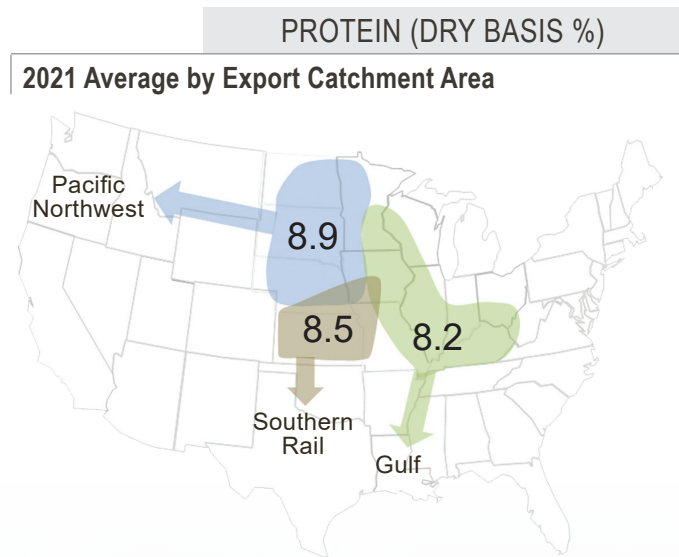 PROTEIN (DRY BASIS %)
2021 Average by Export Catchment Area
Pacific
Northwest
8.9
8.5
8.2
Southern
Rail
Gulf